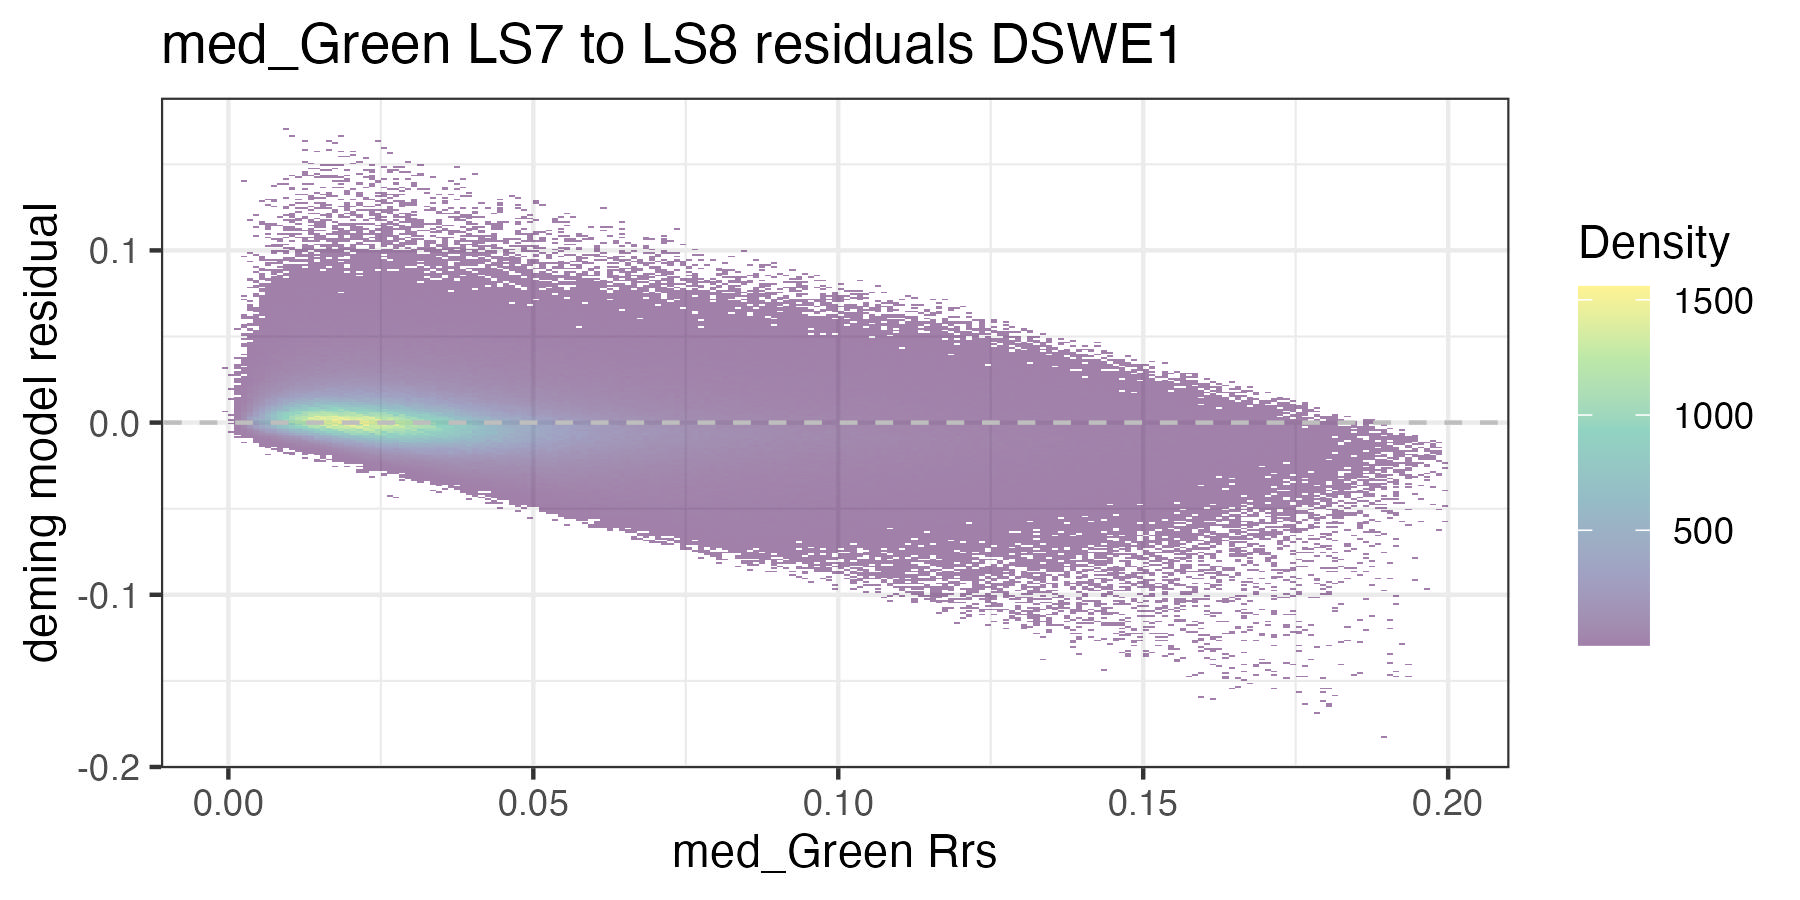 med_Green LS7 to LS8 residuals DSWE1
deming model residual
0.1
0.0
-0.1
-0.2
0.00 0.05 0.10 0.15 0.20
med_Green Rrs
Density
1500
1000
500